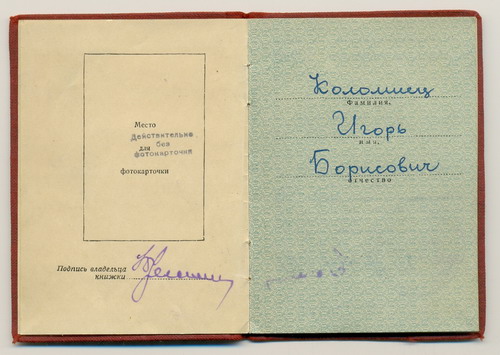 Место
Действительно
для без
фотокарточки
фотокарточки
Подпись владельца
книжки
Коломиец
Фамилия.
Игорь
имя.
Борисович
отчество